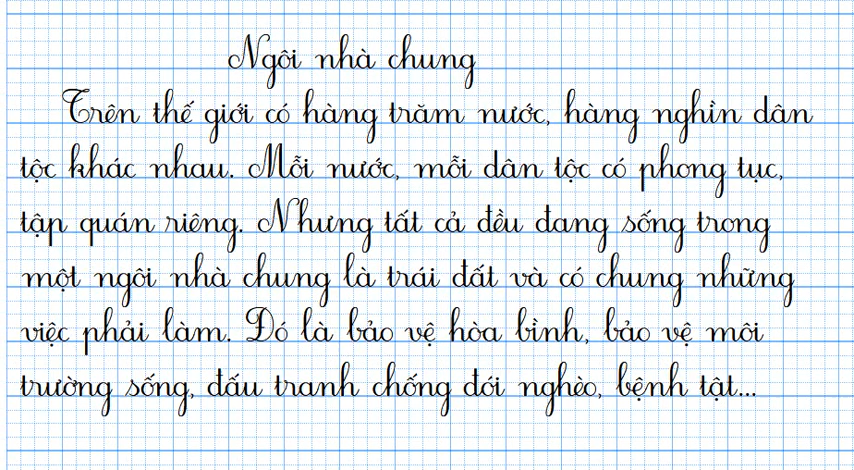 Ngôi nhà chung
Trên thế giới có hàng trăm nước, hàng nghìn dân
tộc khác nhau. Mỗi nước, mỗi dân tộc có phong tục,
tập quán riêng. Nhưng tất cả đều đang sống trong
một ngôi nhà chung là trái đất và có chung những
việc phải làm. Đó là bảo vệ hòa bình, bảo vệ môi
trường sống, đấu tranh chống đói nghèo, bệnh tật...